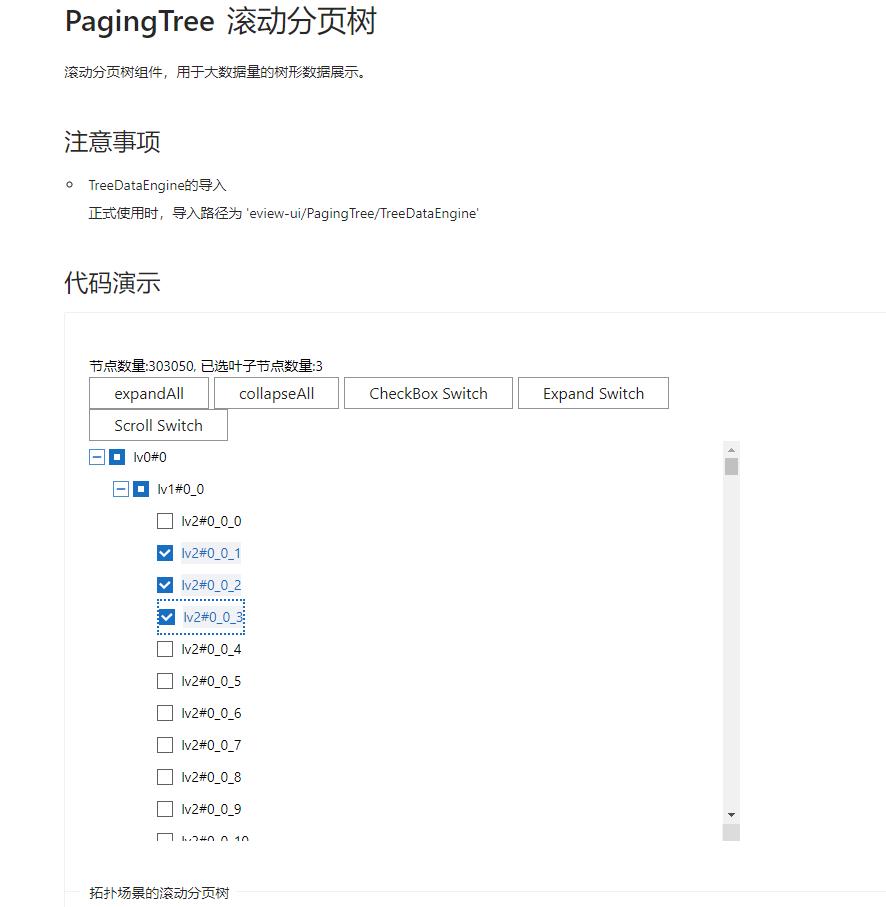 PagingTree 滚动分页树
滚动分页树组件，用于大数据量的树形数据展示。
注意事项
TreeDataEngine的导入
正式使用时，导入路径为 'eview-ui/PagingTree/TreeDataEngine'
代码演示
节点数量:303050, 已选叶子节点数量:3
expandAll collapseAll CheckBox Switch Expand Switch
Scroll Switch
lv0#0
lv1#0_0
lv2#0_0_0
lv2#0_0_1
lv2#0_0_2
lv2#0_0_3
lv2#0_0_4
lv2#0_0_5
lv2#0_0_6
lv2#0_0_7
lv2#0_0_8
lv2#0_0_9
lv2#0_0_10
拓扑场景的滚动分页树